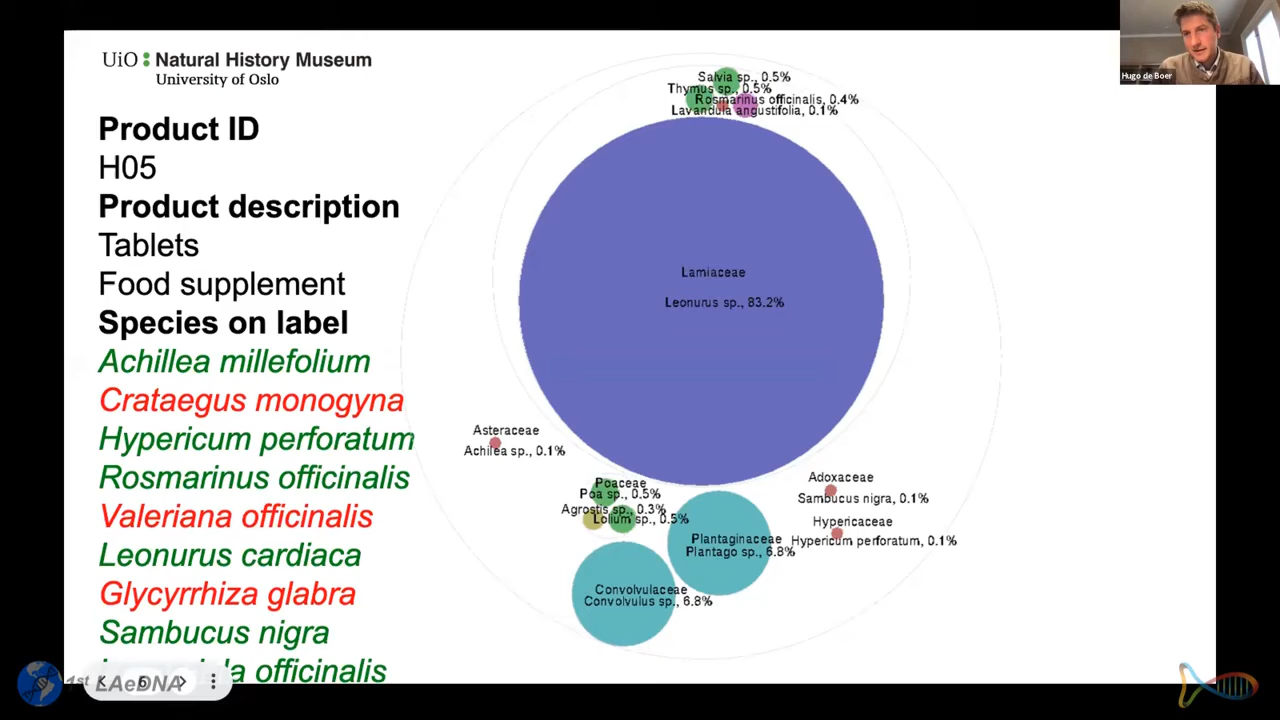 UiO Natural History Museum
University of Oslo
Product ID
H05
Product description
Tablets
Food supplement
Species on label
Achillea millefolium
Crataegus monogyna
Hypericum perforatum
Rosmarinus officinalis
Valeriana officinalis
Leonurus cardiaca
Glycyrrhiza glabra
Sambucus nigra
officinalis
Salvia sp., 0.5%
Thymus sp., 0.5%
Rosmarinus officinalis, 0.4%
Lavandula angustifolia, 0.1%
Lamiaceae
Leonurus sp., 83.2%
Asteraceae
Achilea sp., 0.1%
Poaceae
Poa sp., 0.5%
Agrostis sp., 0.3%
Lolium sp., 0.5%
Plantaginaceae
Plantago sp., 6.8%
Convolvulaceae
Convolvulus sp., 6.8%
Adoxaceae
Sambucus nigra, 0.1%
Hypericaceae
Hypericum perforatum, 0.1%
Hugo de Boer
1st LAeDNA
6